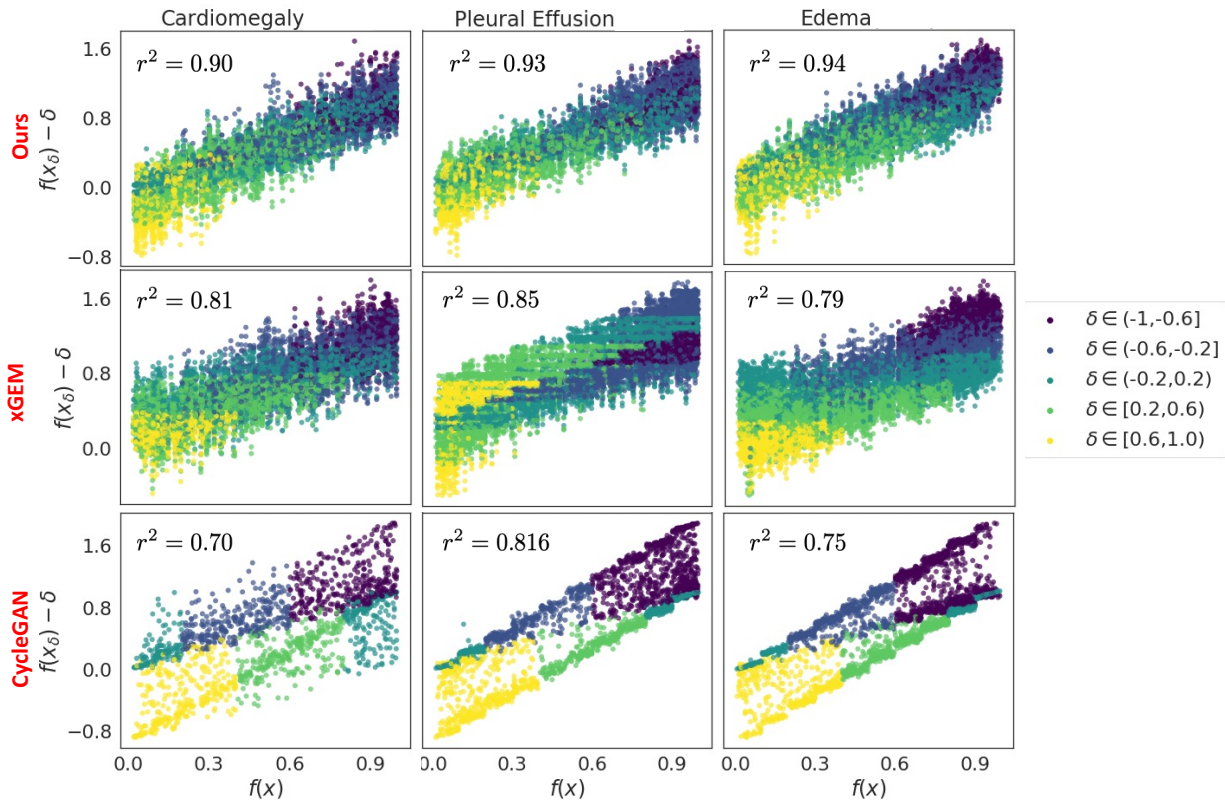 Cardiomegaly
Pleural Effusion
Edema
Ours
f(x_δ) − δ
1.6
0.8
0.0
−0.8
r² = 0.90
r² = 0.93
r² = 0.94
xGEM
f(x_δ) − δ
1.6
0.8
0.0
r² = 0.81
r² = 0.85
r² = 0.79
δ ∈ (-1,-0.6]
δ ∈ (-0.6,-0.2]
δ ∈ (-0.2,0.2)
δ ∈ [0.2,0.6)
δ ∈ [0.6,1.0)
CycleGAN
f(x_δ) − δ
1.6
0.8
0.0
−0.8
r² = 0.70
r² = 0.816
r² = 0.75
0.0 0.3 0.6 0.9
0.0 0.3 0.6 0.9
0.0 0.3 0.6 0.9
f(x)
f(x)
f(x)